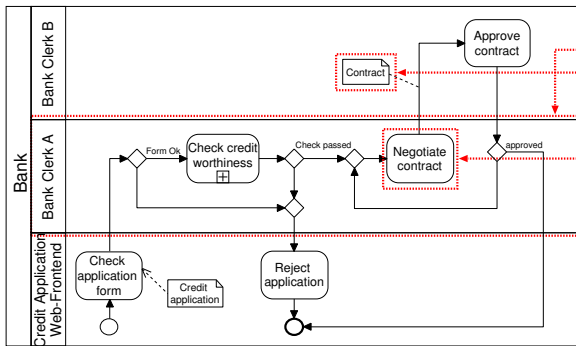 Bank
Bank Clerk B
Approve
contract
Contract
Bank Clerk A
Form Ok
Check credit
worthiness
Check passed
Negotiate
contract
approved
Credit Application
Web-Frontend
Check
application
form
Credit
application
Reject
application